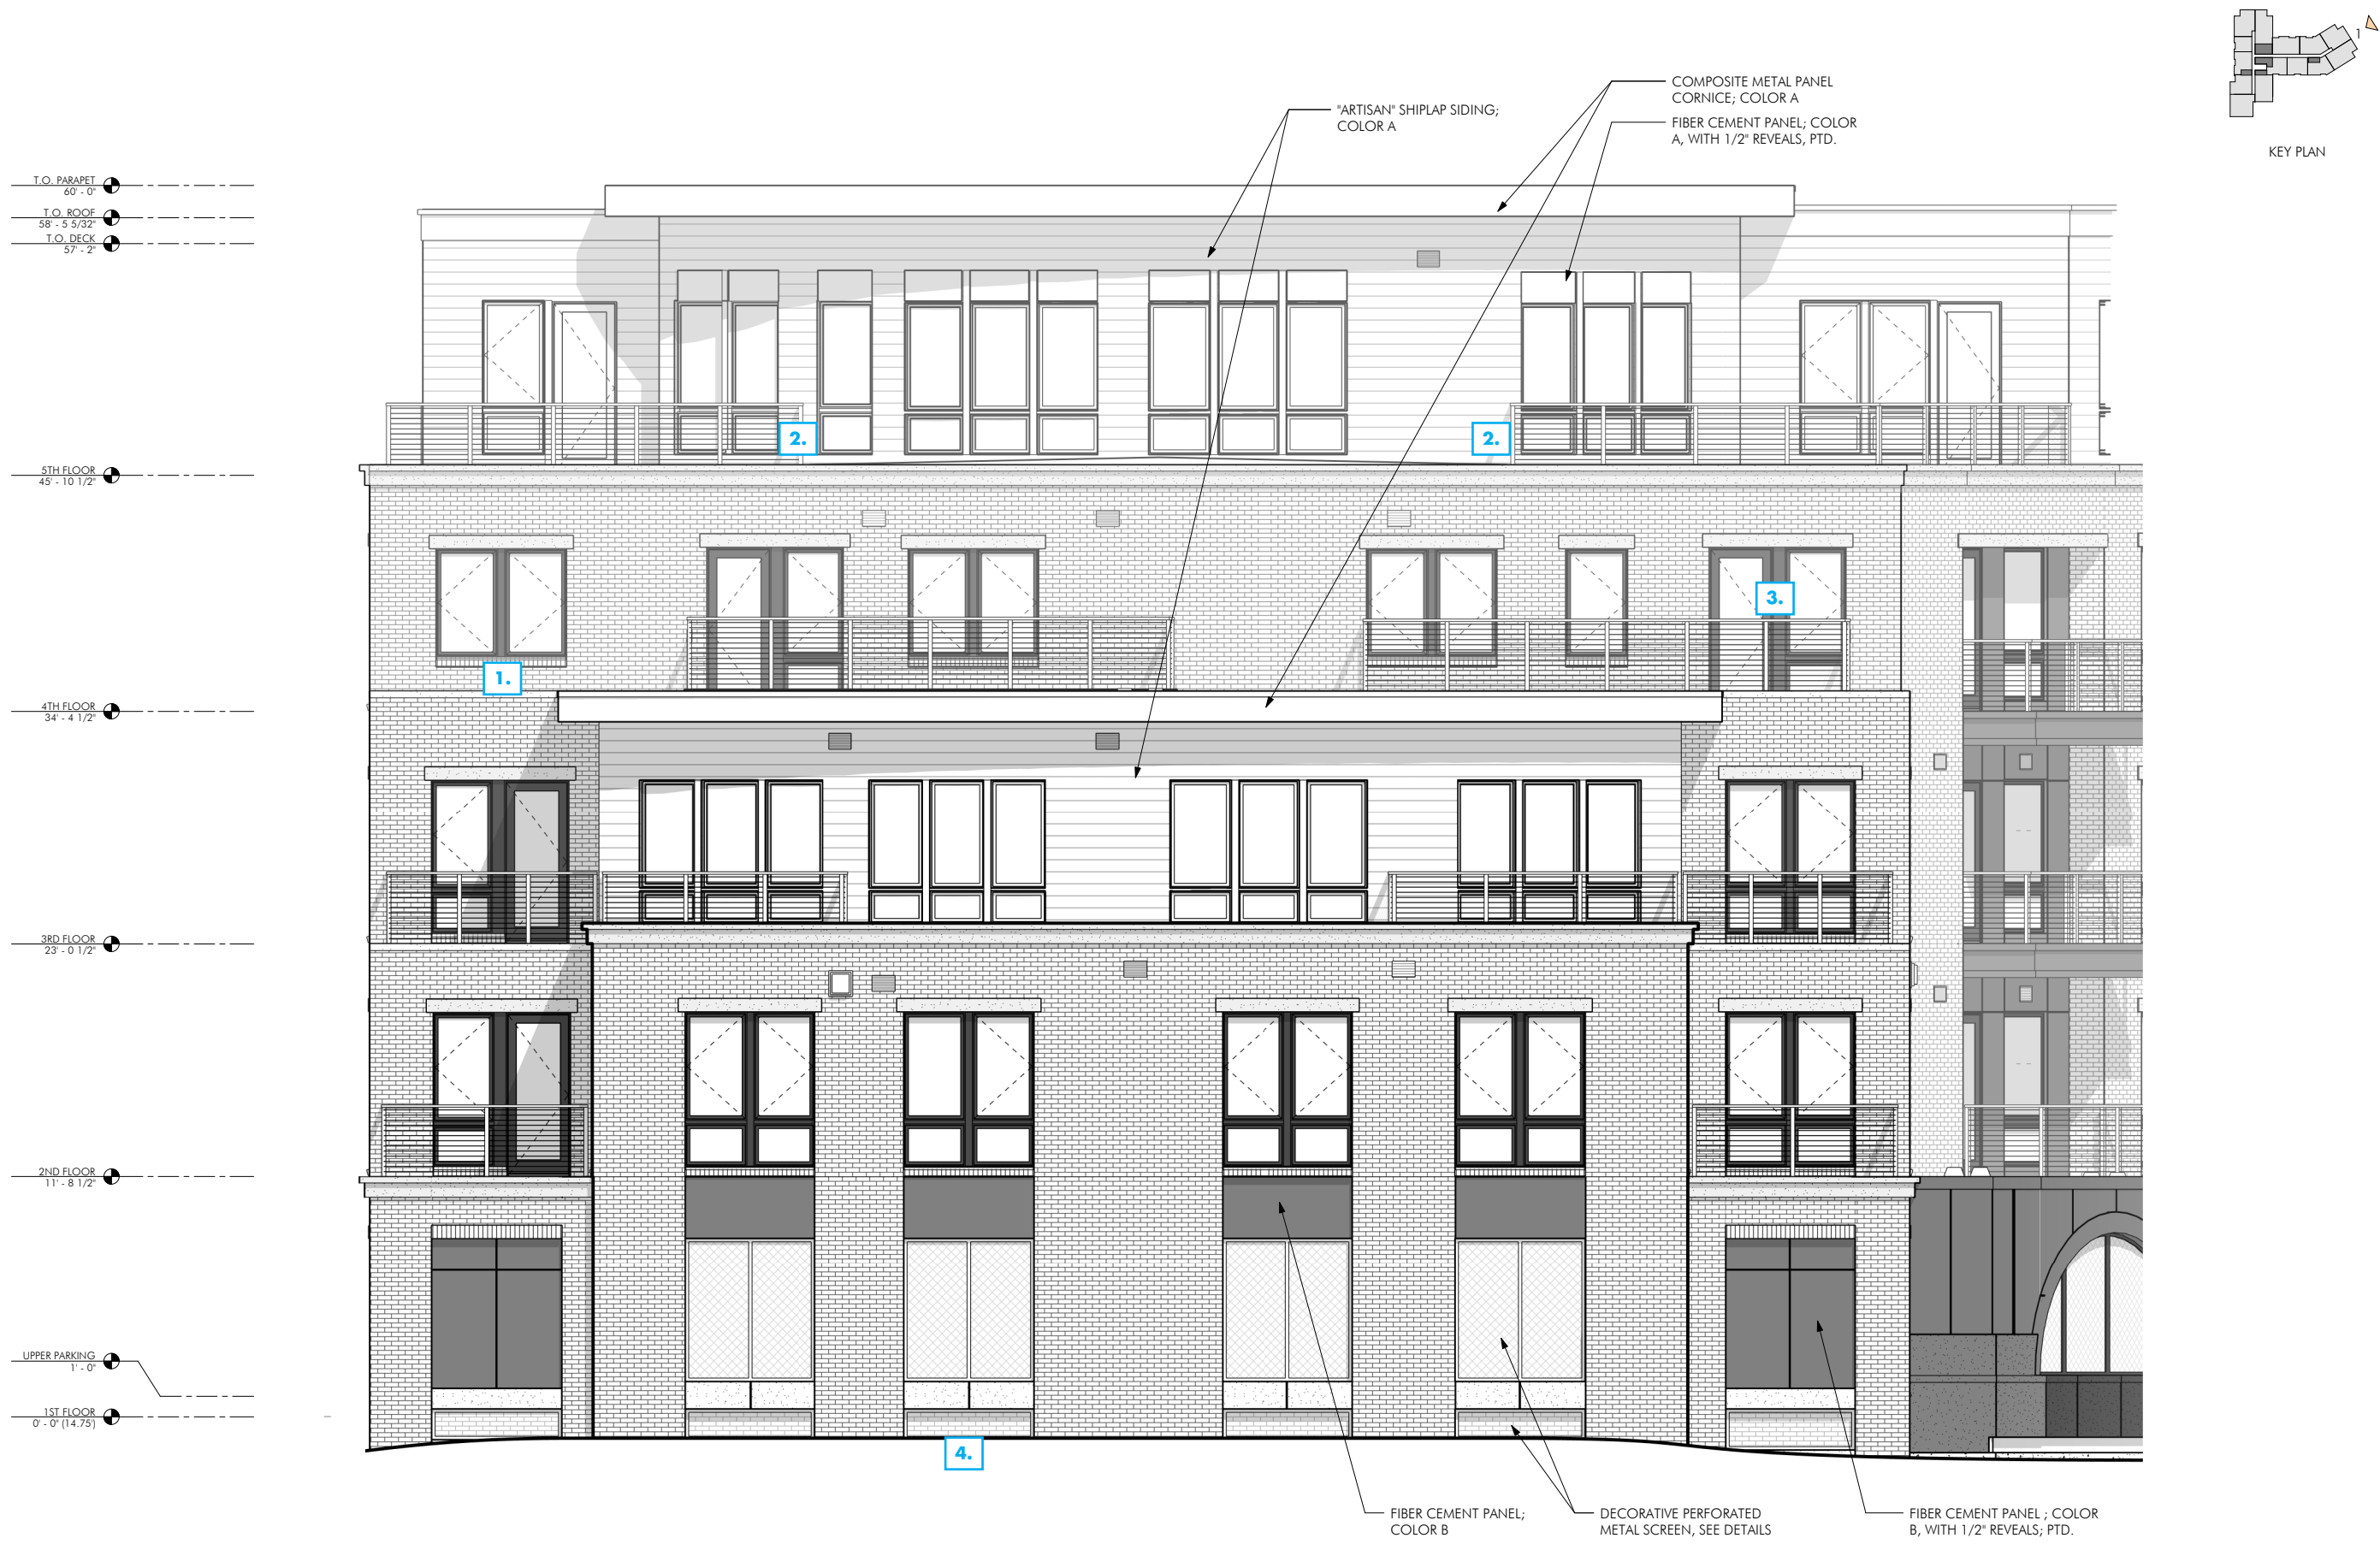 1
KEY PLAN
COMPOSITE METAL PANEL
CORNICE; COLOR A
"ARTISAN" SHIPLAP SIDING;
COLOR A
FIBER CEMENT PANEL; COLOR
A, WITH 1/2" REVEALS, PTD.
T.O. PARAPET
60' - 0"
T.O. ROOF
58' - 5 5/32"
T.O. DECK
57' - 2"
2.
2.
5TH FLOOR
45' - 10 1/2"
3.
1.
4TH FLOOR
34' - 4 1/2"
3RD FLOOR
23' - 0 1/2"
2ND FLOOR
11' - 8 1/2"
UPPER PARKING
1' - 0"
1ST FLOOR
0' - 0" (14.75')
4.
FIBER CEMENT PANEL;
COLOR B
DECORATIVE PERFORATED
METAL SCREEN, SEE DETAILS
FIBER CEMENT PANEL ; COLOR
B, WITH 1/2" REVEALS; PTD.